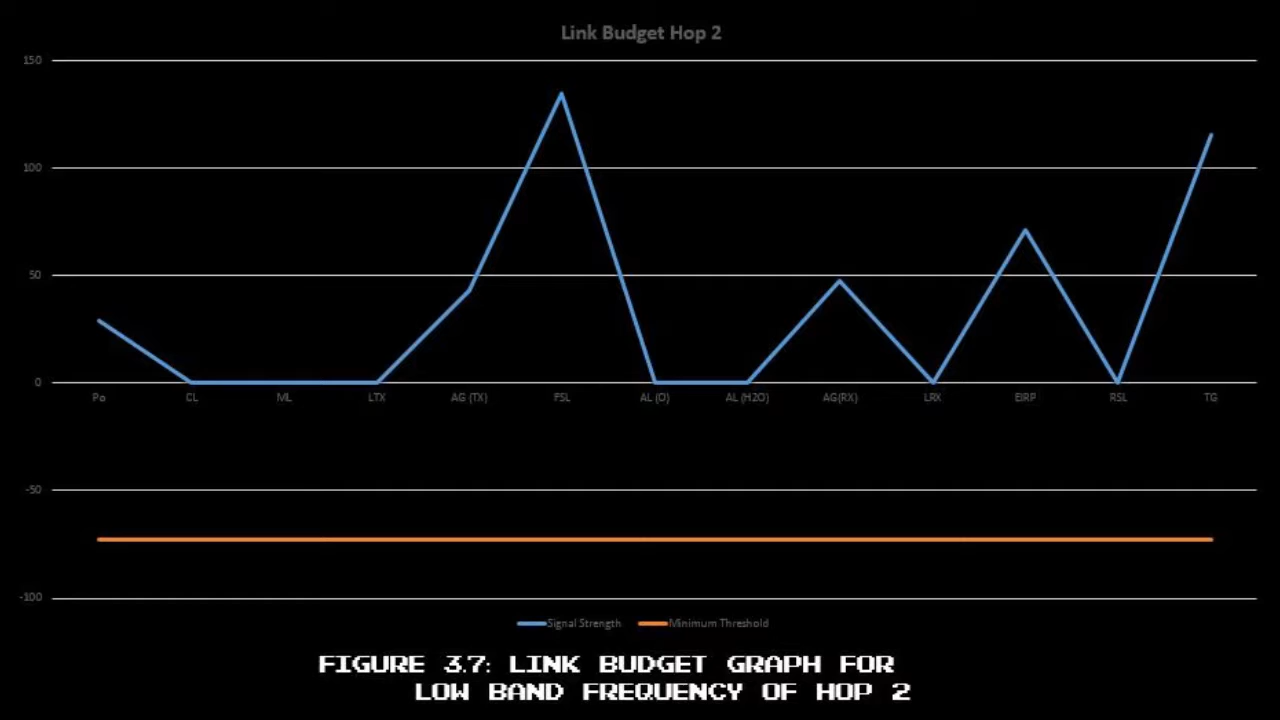 Link Budget Hop 2
150
100
50
0
Po CL ML LTX AG (TX) FSL AL (O) AL (H2O) AG(RX) LRX EIRP RSL TG
-50
-100
Signal Strength Minimum Threshold
FIGURE 3.7: LINK BUDGET GRAPH FOR
LOW BAND FREQUENCY OF HOP 2